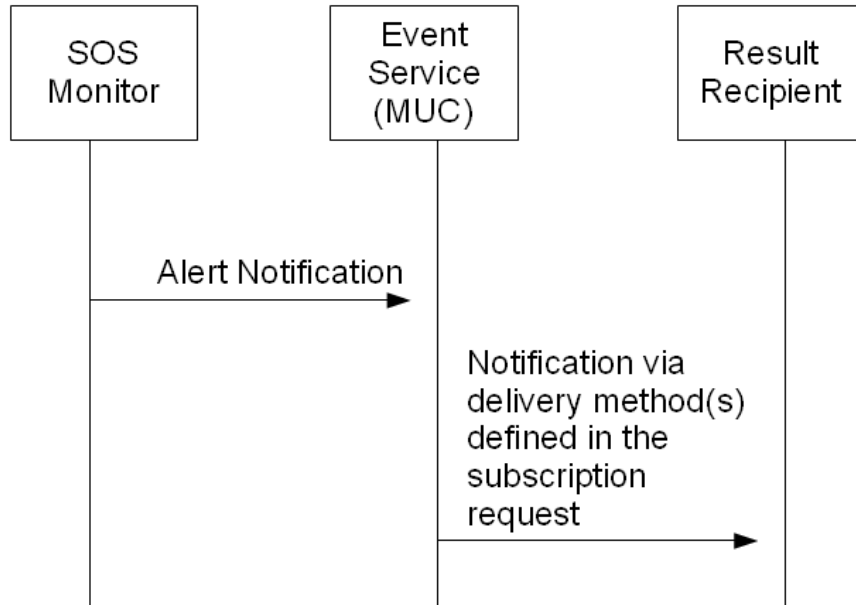 SOS
Monitor
Event
Service
(MUC)
Result
Recipient
Alert Notification
Notification via
delivery method(s)
defined in the
subscription
request